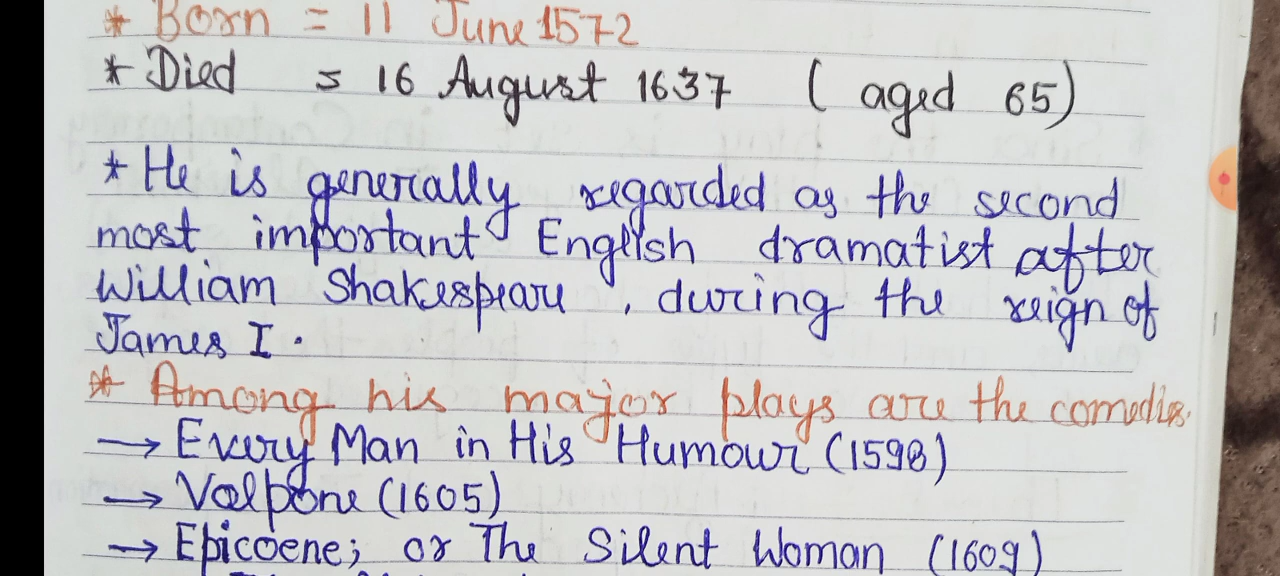 * Born = 11 June 1572
* Died = 16 August 1637 ( aged 65)
* He is generally regarded as the second
most important English dramatist after
William Shakespeare , during the reign of
James I.
* Among his major plays are the comedies.
→ Every Man in His Humour (1598)
→ Volpone (1605)
→ Epicoene; or The Silent Woman (1609)